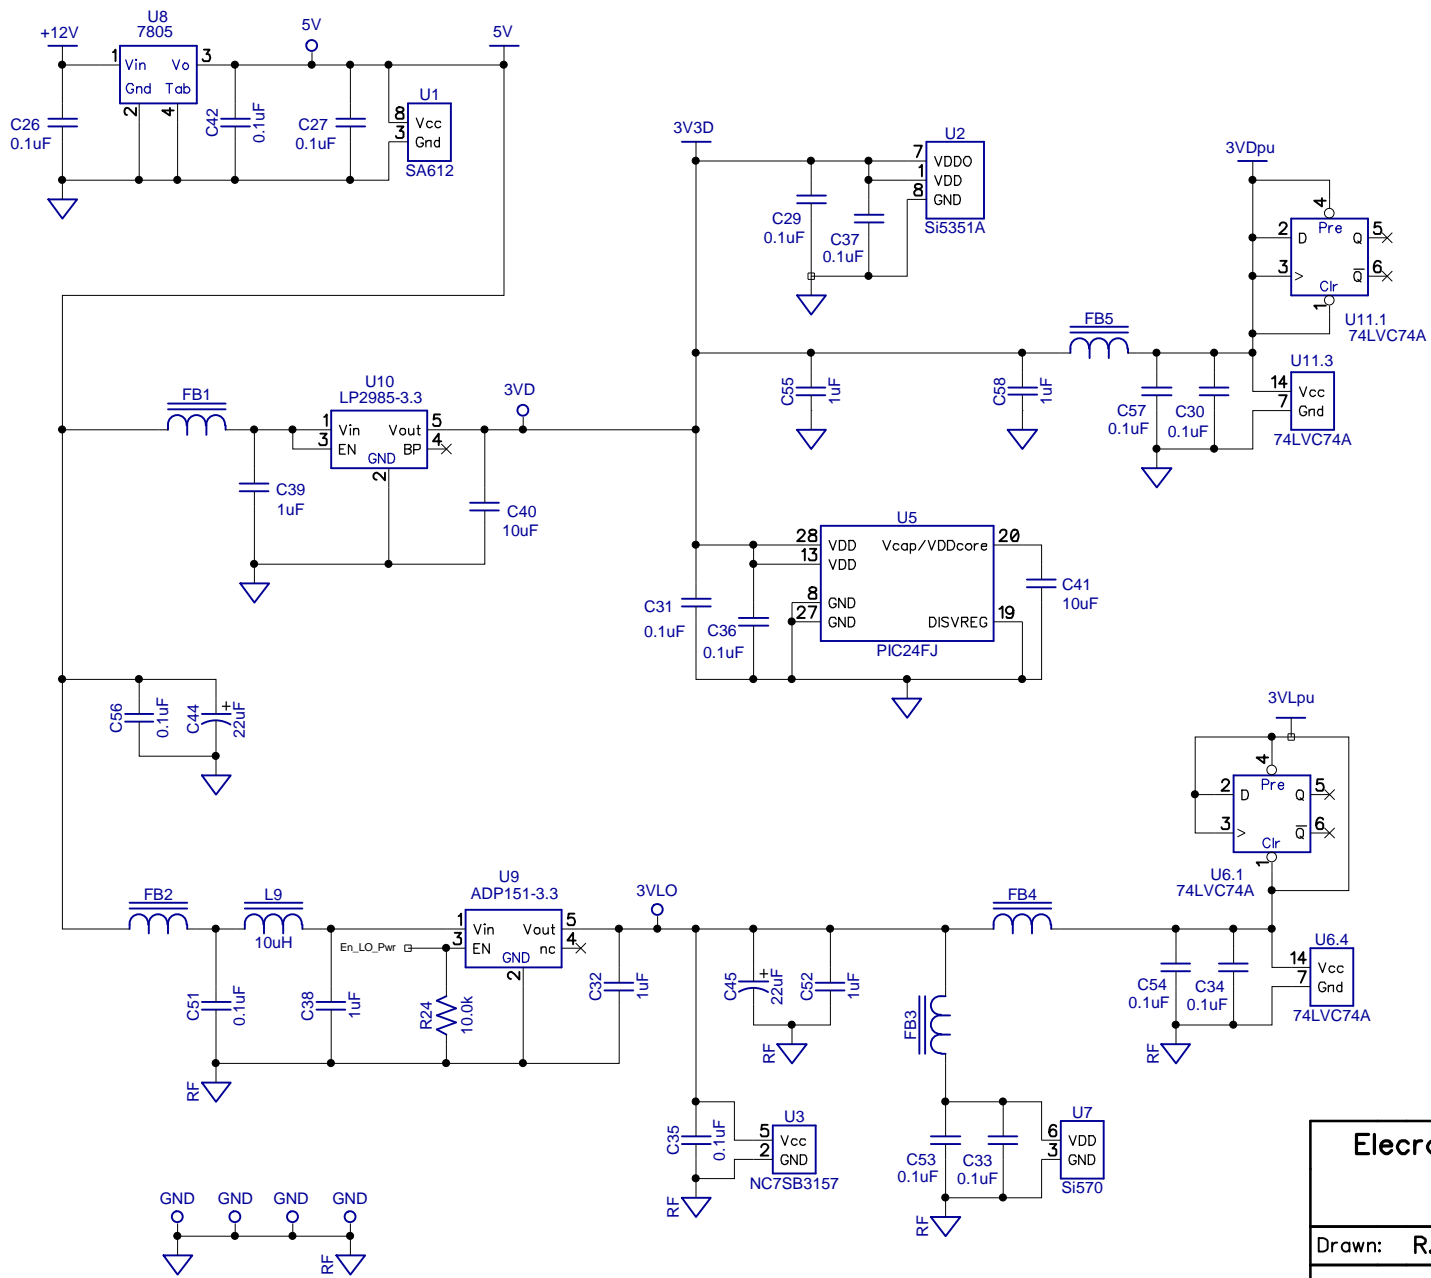 U8
7805
+12V
5V
5V
1 Vin Vo 3
Gnd Tab
2 4
C26
0.1uF
C42
0.1uF
C27
0.1uF
U1
8 Vcc
3 Gnd
SA612
3V3D
U2
7 VDDO
1 VDD
8 GND
Si5351A
C29
0.1uF
C37
0.1uF
3VDpu
4
Pre
2 D Q 5
3 > Q 6
Clr
1
U11.1
74LVC74A
FB5
C55
1uF
C58
1uF
C57
0.1uF
C30
0.1uF
U11.3
14 Vcc
7 Gnd
74LVC74A
FB1
U10
LP2985-3.3
3VD
1 Vin Vout 5
3 EN BP 4
GND
2
C39
1uF
C40
10uF
U5
28 VDD Vcap/VDDcore 20
13 VDD
8 GND
27 GND DISVREG 19
PIC24FJ
C31
0.1uF
C36
0.1uF
C41
10uF
C56
0.1uF
C44
+
22uF
3VLpu
4
Pre
2 D Q 5
3 > Q 6
Clr
1
U6.1
74LVC74A
FB2
L9
10uH
U9
ADP151-3.3
3VLO
1 Vin Vout 5
En_LO_Pwr 3 EN nc 4
GND
2
C51
0.1uF
C38
1uF
R24
10.0k
C32
1uF
C45
+
22uF
C52
1uF
FB4
FB3
C54
0.1uF
C34
0.1uF
U6.4
14 Vcc
7 Gnd
74LVC74A
RF
RF
RF
C35
0.1uF
U3
5 Vcc
2 GND
NC7SB3157
RF
C53
0.1uF
C33
0.1uF
U7
6 VDD
3 GND
Si570
RF
GND GND GND GND
RF
Elecr
Drawn: R.